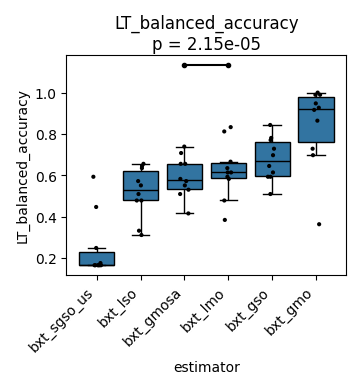 LT_balanced_accuracy
p = 2.15e-05
LT_balanced_accuracy
1.0
0.8
0.6
0.4
0.2
bxt_sgso_us
bxt_lso
bxt_gmosa
bxt_lmo
bxt_gso
bxt_gmo
estimator